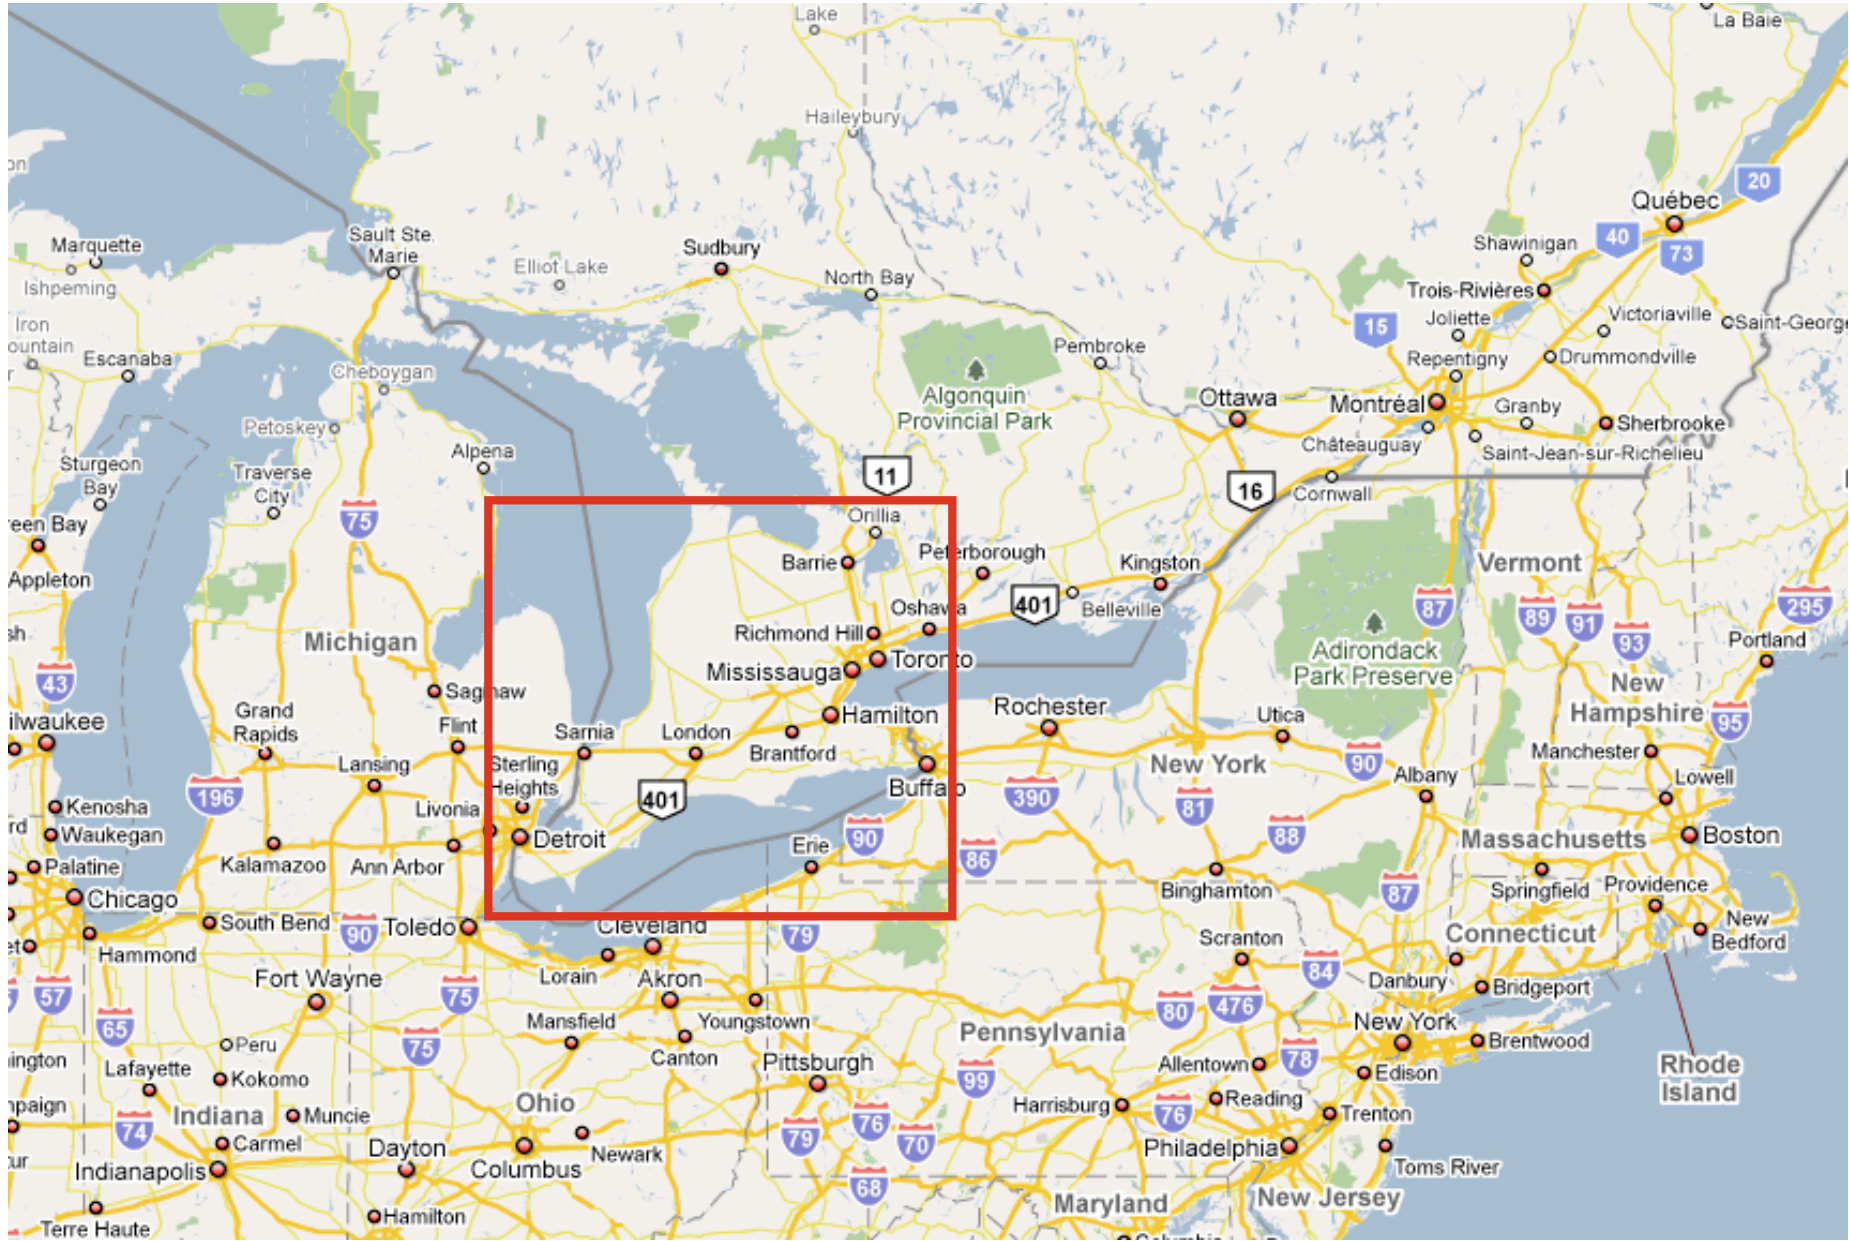 Lake
La Baie
Haileybury
20
Québec
Shawinigan
40
73
Marquette
Sault Ste.
Marie
Sudbury
Elliot Lake
North Bay
Ishpeming
Trois-Rivières
Iron
Victoriaville
Saint-George
15
Joliette
Escanaba
Pembroke
Repentigny
Drummondville
Cheboygan
Algonquin
Provincial Park
Ottawa
Montréal
Granby
Sherbrooke
Petoskey
Châteauguay
Saint-Jean-sur-Richelieu
Alpena
Sturgeon
Bay
Traverse
City
11
16
Cornwall
75
Orillia
Barrie
Peterborough
Kingston
Vermont
Appleton
401
Belleville
Oshawa
87
89
91
93
295
Michigan
Richmond Hill
Toronto
Mississauga
Adirondack
Park Preserve
Portland
43
Saginaw
New
Hampshire
95
Grand
Rapids
Flint
Sarnia
London
Hamilton
Brantford
Rochester
Utica
Manchester
Lansing
Sterling
Heights
Buffalo
New York
90
Albany
Lowell
196
Livonia
401
390
81
88
Kenosha
Waukegan
Detroit
Erie
90
86
Massachusetts
Boston
Palatine
Kalamazoo
Ann Arbor
Binghamton
87
Springfield
Providence
Chicago
South Bend
90
Toledo
Cleveland
79
Scranton
Connecticut
New
Bedford
Hammond
Lorain
Akron
84
Danbury
Bridgeport
Fort Wayne
57
75
80
476
65
Mansfield
Youngstown
Pennsylvania
New York
Brentwood
Peru
75
Canton
Pittsburgh
Allentown
78
Edison
Rhode
Island
Lafayette
Kokomo
99
Reading
Indiana
Muncie
Ohio
Harrisburg
76
Trenton
74
Carmel
79
76
70
Dayton
Newark
Philadelphia
Indianapolis
Columbus
Toms River
68
Maryland
New Jersey
Hamilton
Terre Haute